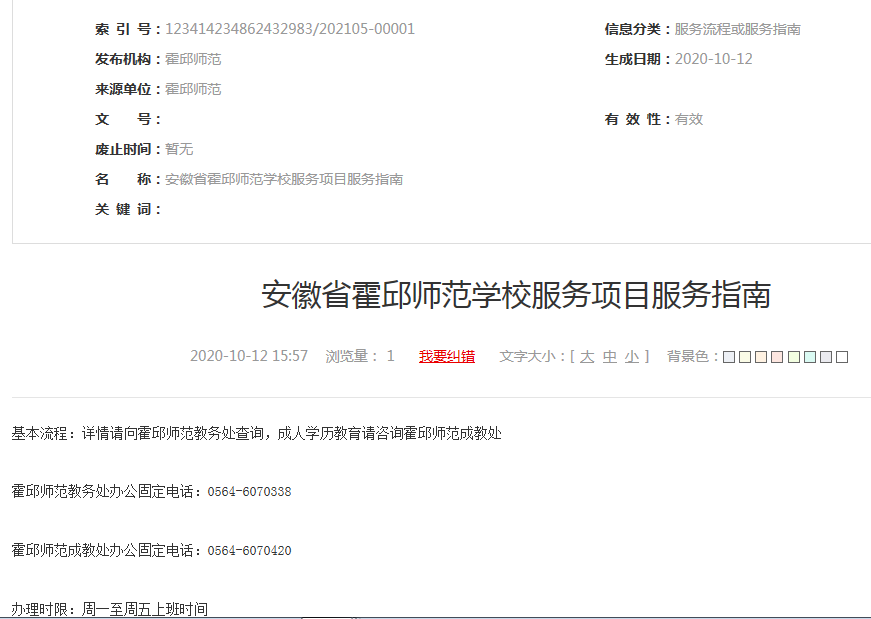 索 引 号：123414234862432983/202105-00001 信息分类：服务流程或服务指南
发布机构：霍邱师范 生成日期：2020-10-12
来源单位：霍邱师范
文 号： 有 效 性：有效
废止时间：暂无
名 称：安徽省霍邱师范学校服务项目服务指南
关 键 词：
安徽省霍邱师范学校服务项目服务指南
2020-10-12 15:57 浏览量： 1 我要纠错 文字大小：[ 大 中 小 ] 背景色：
基本流程：详情请向霍邱师范教务处查询，成人学历教育请咨询霍邱师范成教处
霍邱师范教务处办公固定电话：0564-6070338
霍邱师范成教处办公固定电话：0564-6070420
办理时限：周一至周五上班时间